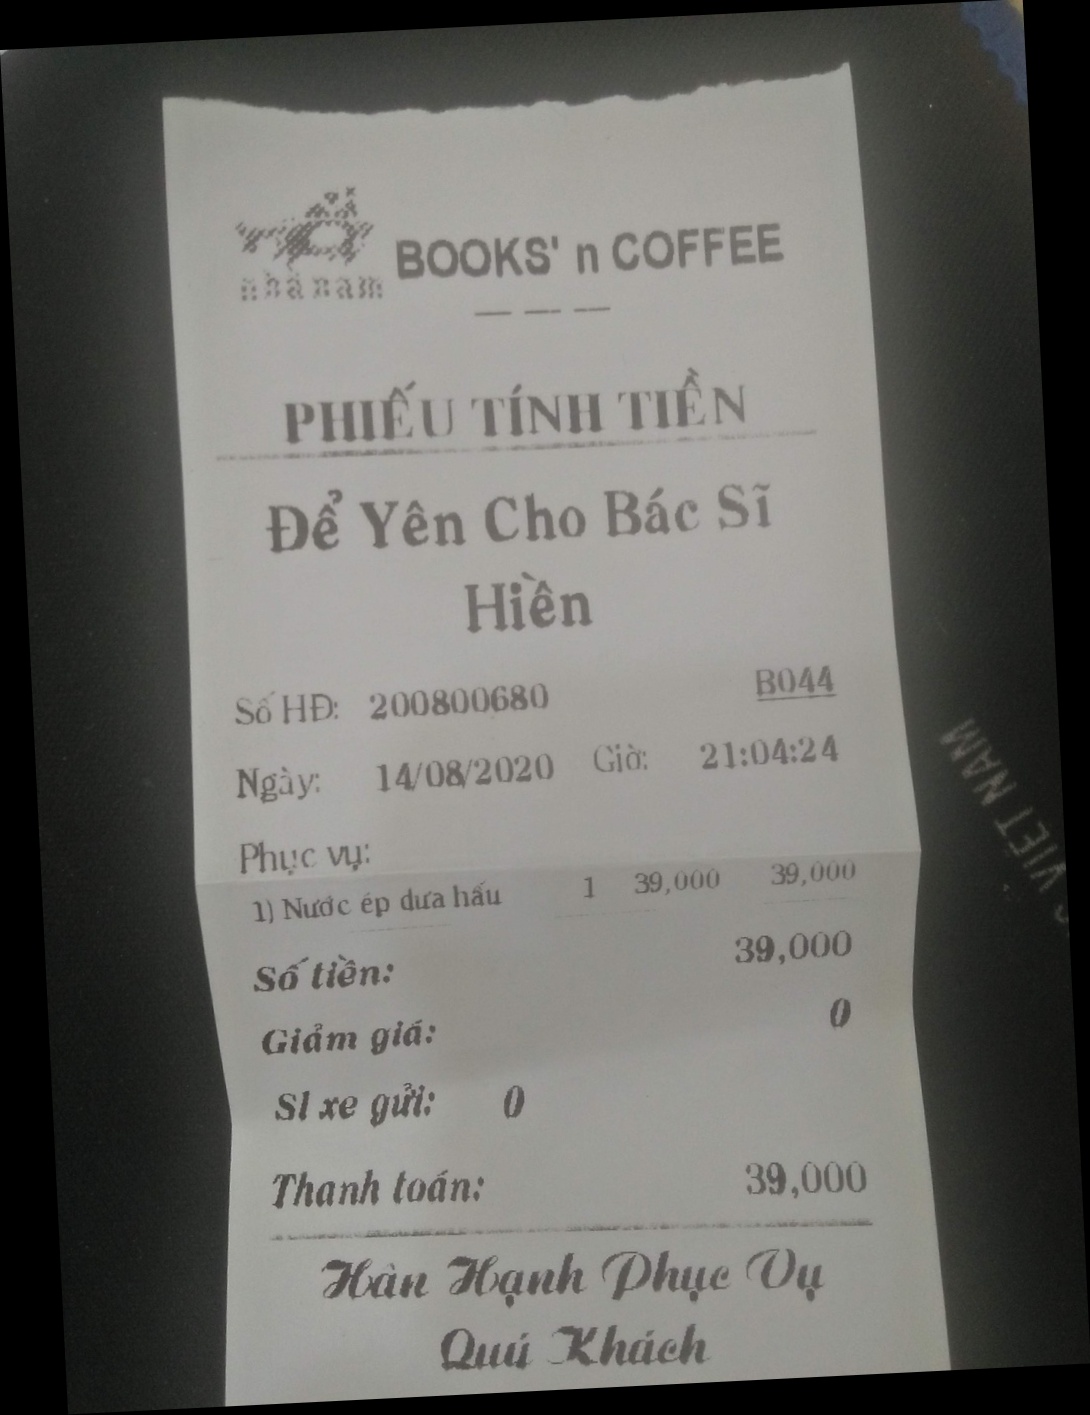 nhã nam BOOKS' n COFFEE
PHIẾU TÍNH TIỀN
Để Yên Cho Bác Sĩ
Hiền
Số HĐ: 200800680 B044
Ngày: 14/08/2020 Giờ: 21:04:24
Phục vụ:
1) Nước ép dưa hấu 1 39,000 39,000
Số tiền: 39,000
Giảm giá: 0
Sl xe gửi: 0
Thanh toán: 39,000
Hân Hạnh Phục Vụ
Quú Khách
VIET NAM